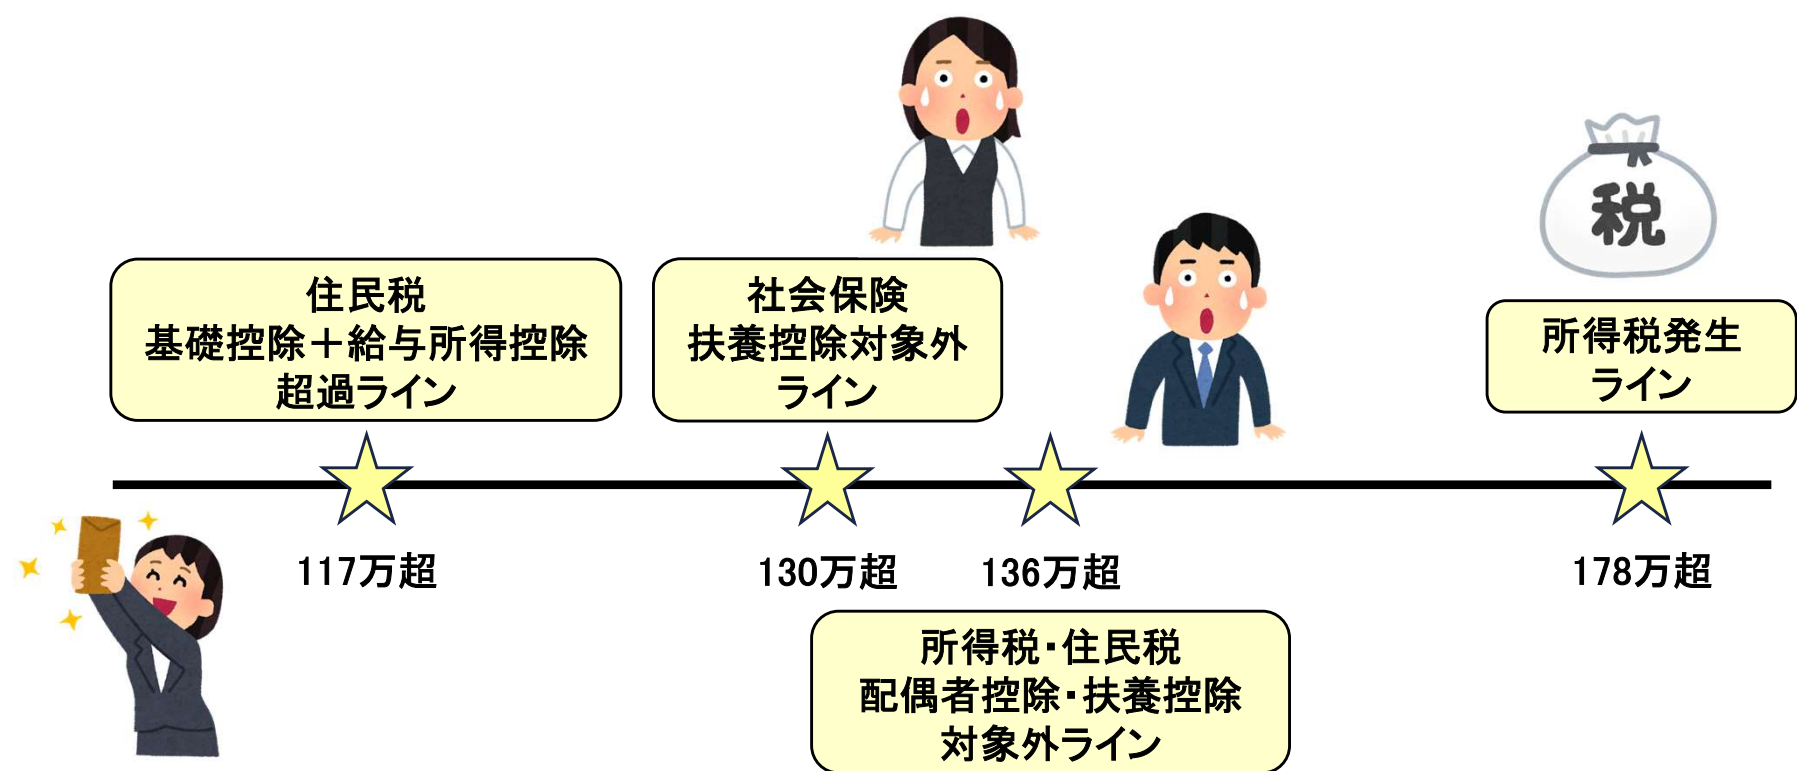 税
住民税
基礎控除＋給与所得控除
超過ライン
社会保険
扶養控除対象外
ライン
所得税発生
ライン
117万超
130万超
136万超
178万超
所得税・住民税
配偶者控除・扶養控除
対象外ライン